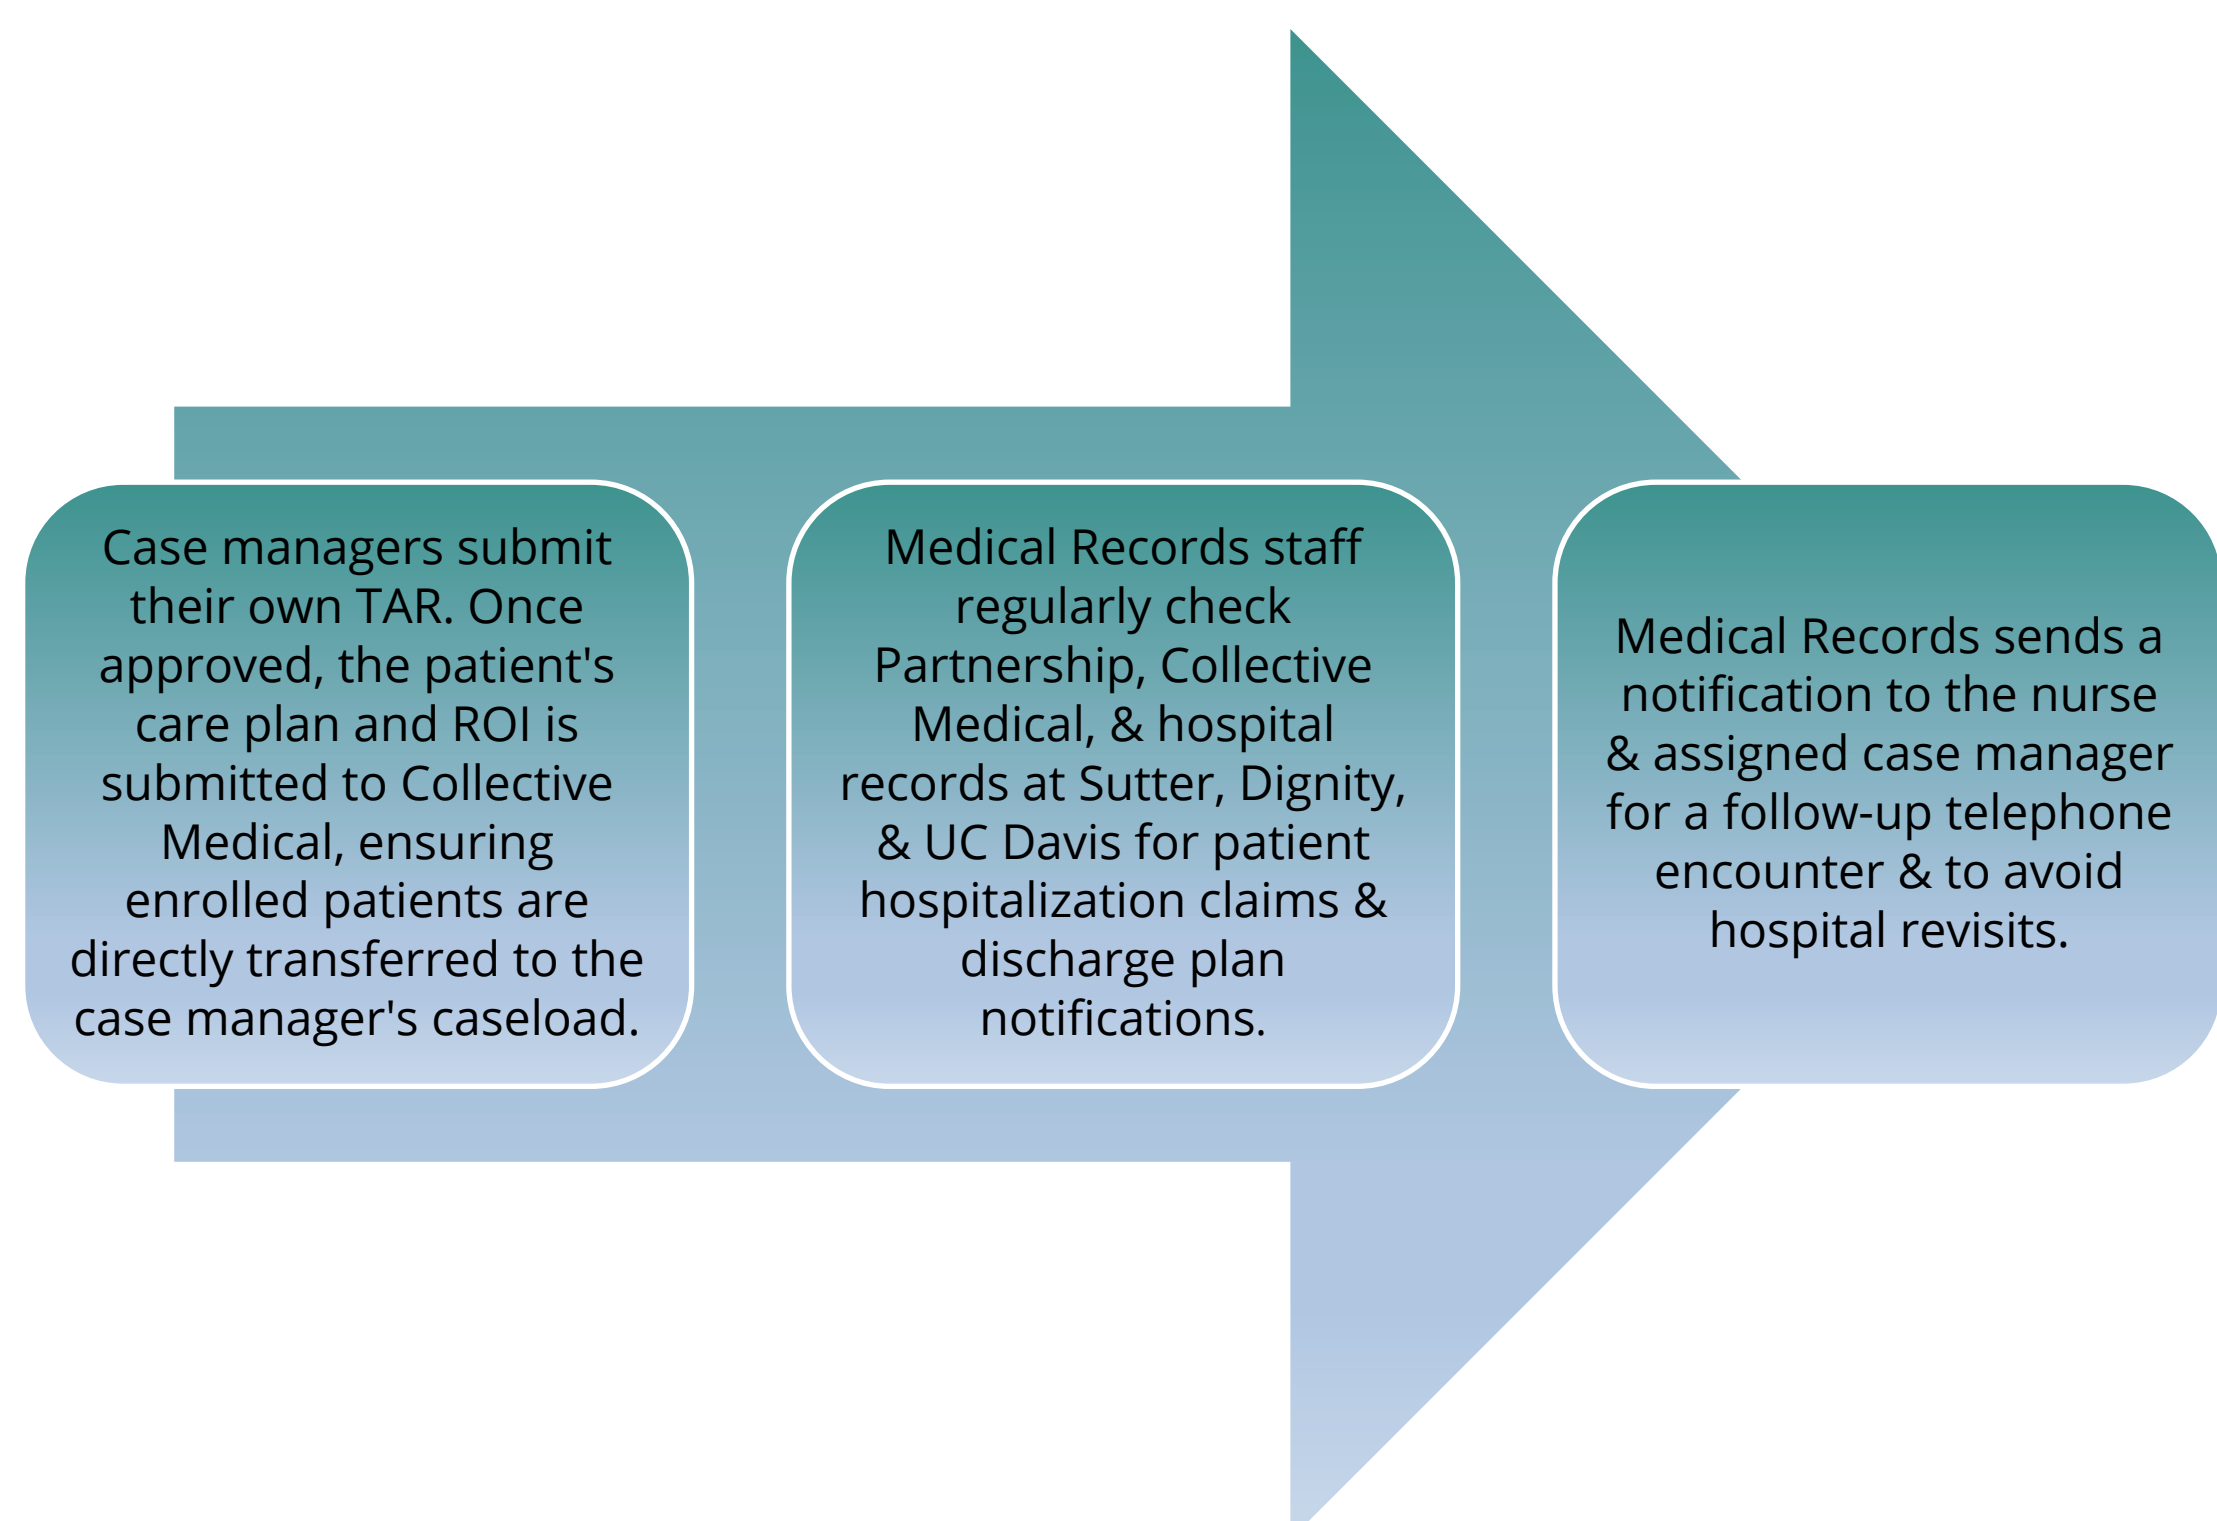 Case managers submit
their own TAR. Once
approved, the patient's
care plan and ROI is
submitted to Collective
Medical, ensuring
enrolled patients are
directly transferred to the
case manager's caseload.
Medical Records staff
regularly check
Partnership, Collective
Medical, & hospital
records at Sutter, Dignity,
& UC Davis for patient
hospitalization claims &
discharge plan
notifications.
Medical Records sends a
notification to the nurse
& assigned case manager
for a follow-up telephone
encounter & to avoid
hospital revisits.